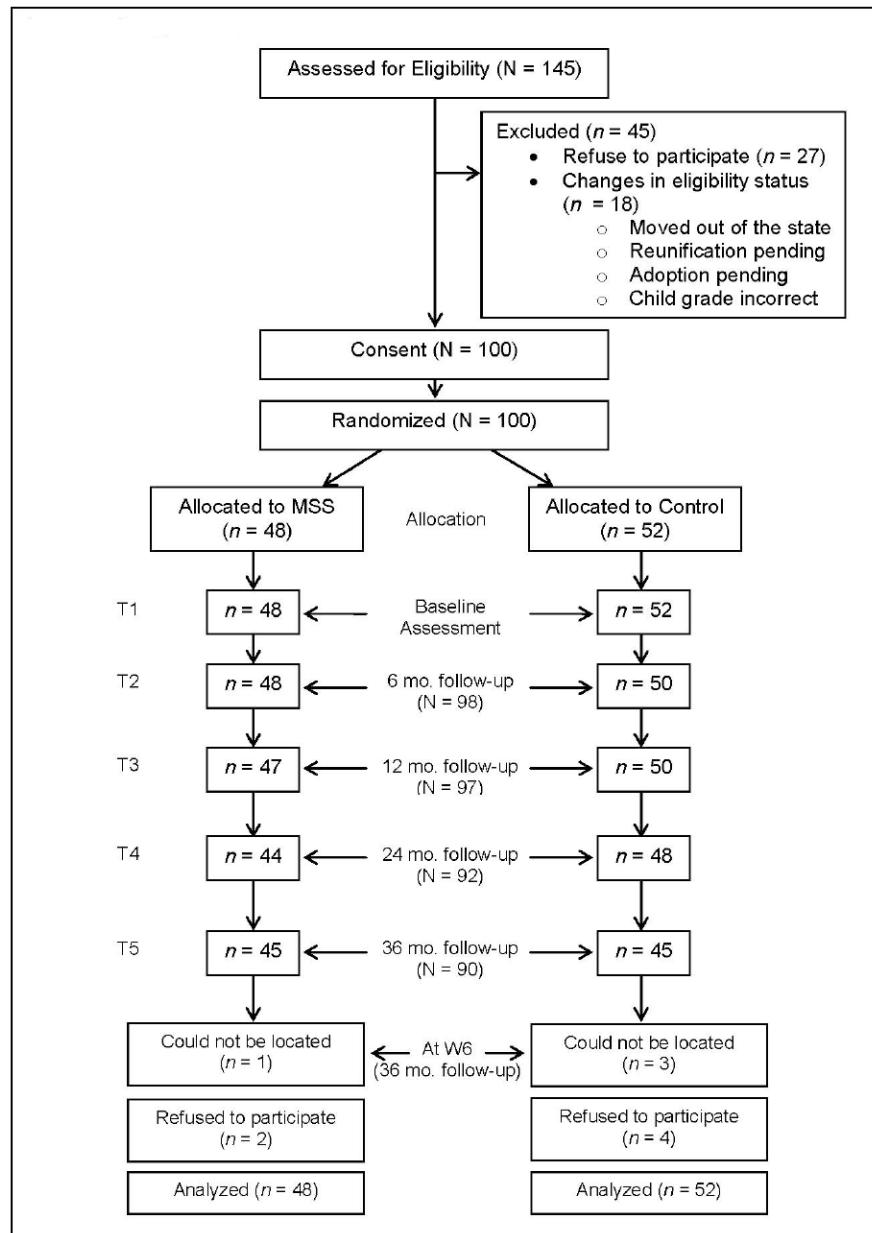 Assessed for Eligibility (N = 145)
Excluded (n = 45)
• Refuse to participate (n = 27)
• Changes in eligibility status
(n = 18)
○ Moved out of the state
○ Reunification pending
○ Adoption pending
○ Child grade incorrect
Consent (N = 100)
Randomized (N = 100)
Allocated to MSS
(n = 48)
Allocation
Allocated to Control
(n = 52)
T1
n = 48
Baseline
Assessment
n = 52
T2
n = 48
6 mo. follow-up
(N = 98)
n = 50
T3
n = 47
12 mo. follow-up
(N = 97)
n = 50
T4
n = 44
24 mo. follow-up
(N = 92)
n = 48
T5
n = 45
36 mo. follow-up
(N = 90)
n = 45
Could not be located
(n = 1)
At W6
(36 mo. follow-up)
Could not be located
(n = 3)
Refused to participate
(n = 2)
Refused to participate
(n = 4)
Analyzed (n = 48)
Analyzed (n = 52)